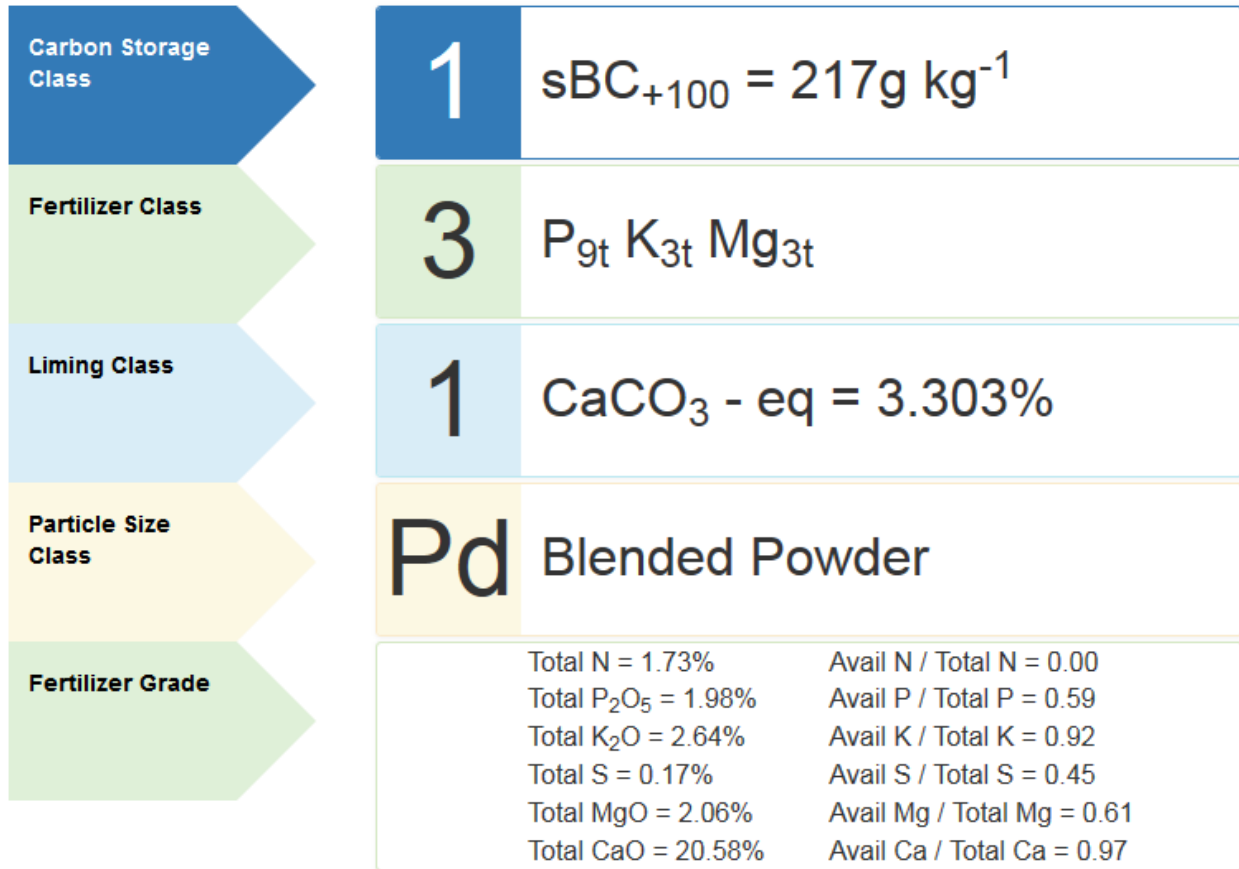 Carbon Storage
Class
1
sBC+100 = 217g kg-1
Fertilizer Class
3
P9t K3t Mg3t
Liming Class
1
CaCO3 - eq = 3.303%
Particle Size
Class
Pd
Blended Powder
Fertilizer Grade
Total N = 1.73% Avail N / Total N = 0.00
Total P2O5 = 1.98% Avail P / Total P = 0.59
Total K2O = 2.64% Avail K / Total K = 0.92
Total S = 0.17% Avail S / Total S = 0.45
Total MgO = 2.06% Avail Mg / Total Mg = 0.61
Total CaO = 20.58% Avail Ca / Total Ca = 0.97